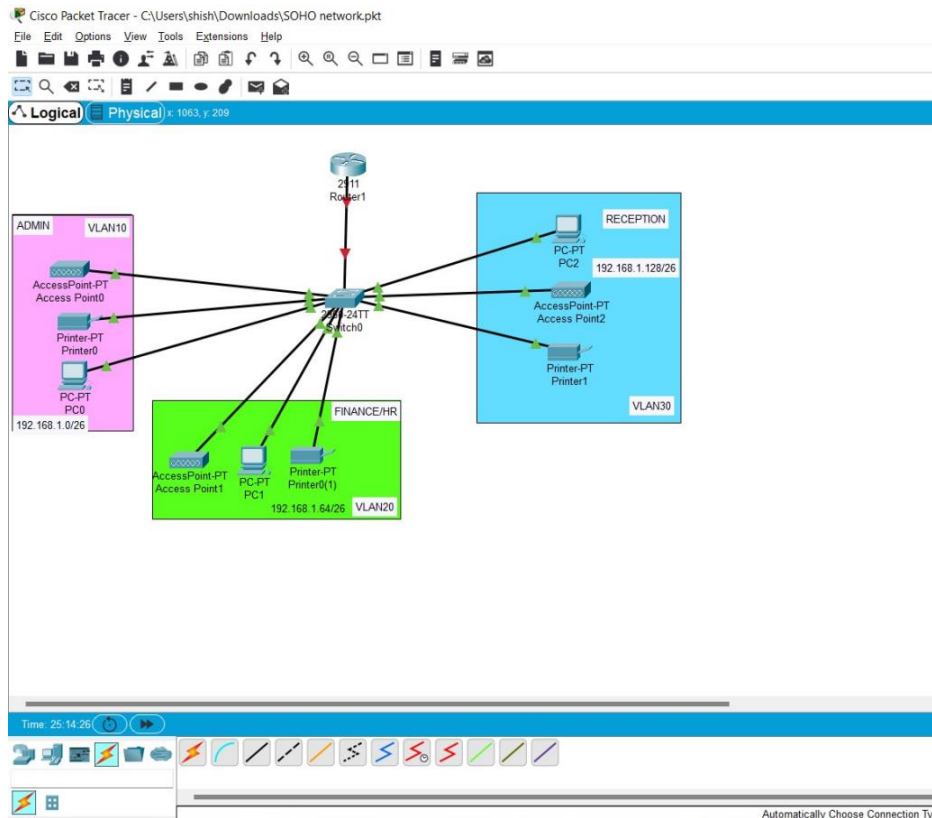 Cisco Packet Tracer - C:\Users\shish\Downloads\SOHO network.pkt
File Edit Options View Tools Extensions Help
Logical Physical x: 1063, y: 209
2911
Router1
ADMIN VLAN10
AccessPoint-PT
Access Point0
Printer-PT
Printer0
PC-PT
PC0
192.168.1.0/26
Switch0
RECEPTION
PC-PT
PC2
192.168.1.128/26
AccessPoint-PT
Access Point2
Printer-PT
Printer1
VLAN30
FINANCE/HR
AccessPoint-PT
Access Point1
PC-PT
PC1
Printer-PT
Printer0(1)
192.168.1.64/26 VLAN20
Time: 25:14:26
Automatically Choose Connection Ty